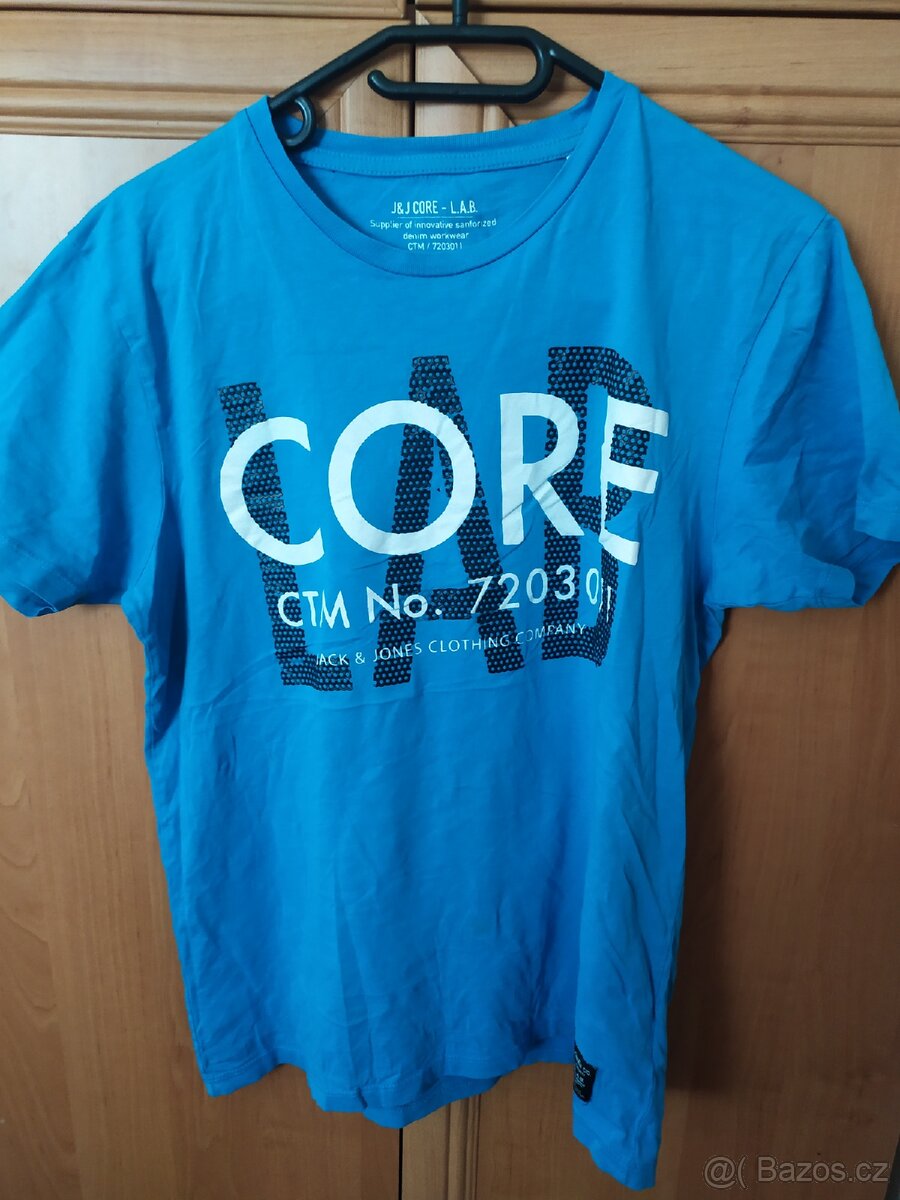 J&J CORE - L.A.B.
Supplier of innovative sanforized
denim workwear
CTM / 7203011
LAB
CORE
CTM No. 7203011
JACK & JONES CLOTHING COMPANY
@( Bazos.cz